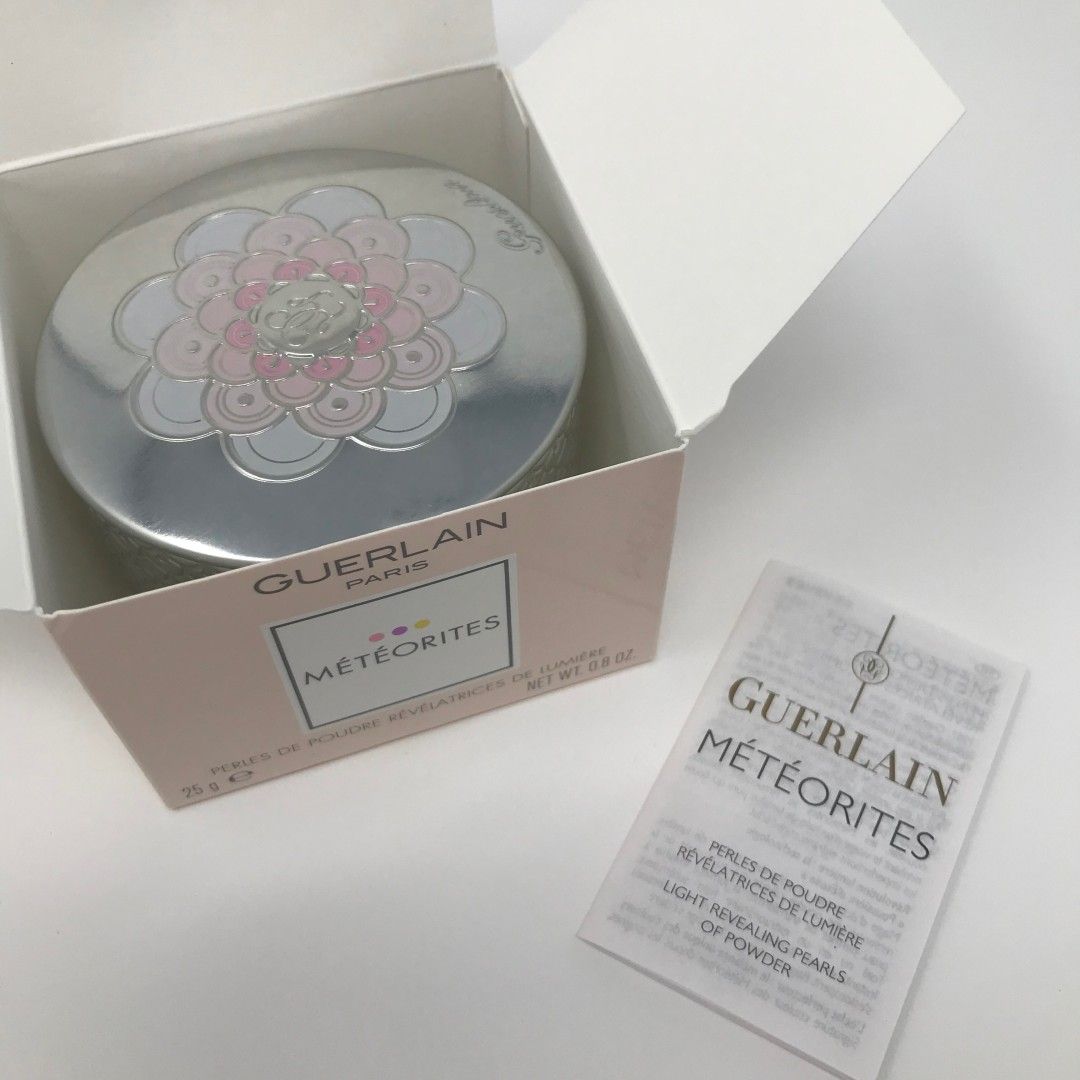 Guerlain
GUERLAIN
PARIS
MÉTÉORITES
PERLES DE POUDRE RÉVÉLATRICES DE LUMIÈRE
25 g ℮ NET WT. 0.8 OZ.
GUERLAIN
MÉTÉORITES
PERLES DE POUDRE
RÉVÉLATRICES DE LUMIÈRE
LIGHT REVEALING PEARLS
OF POWDER